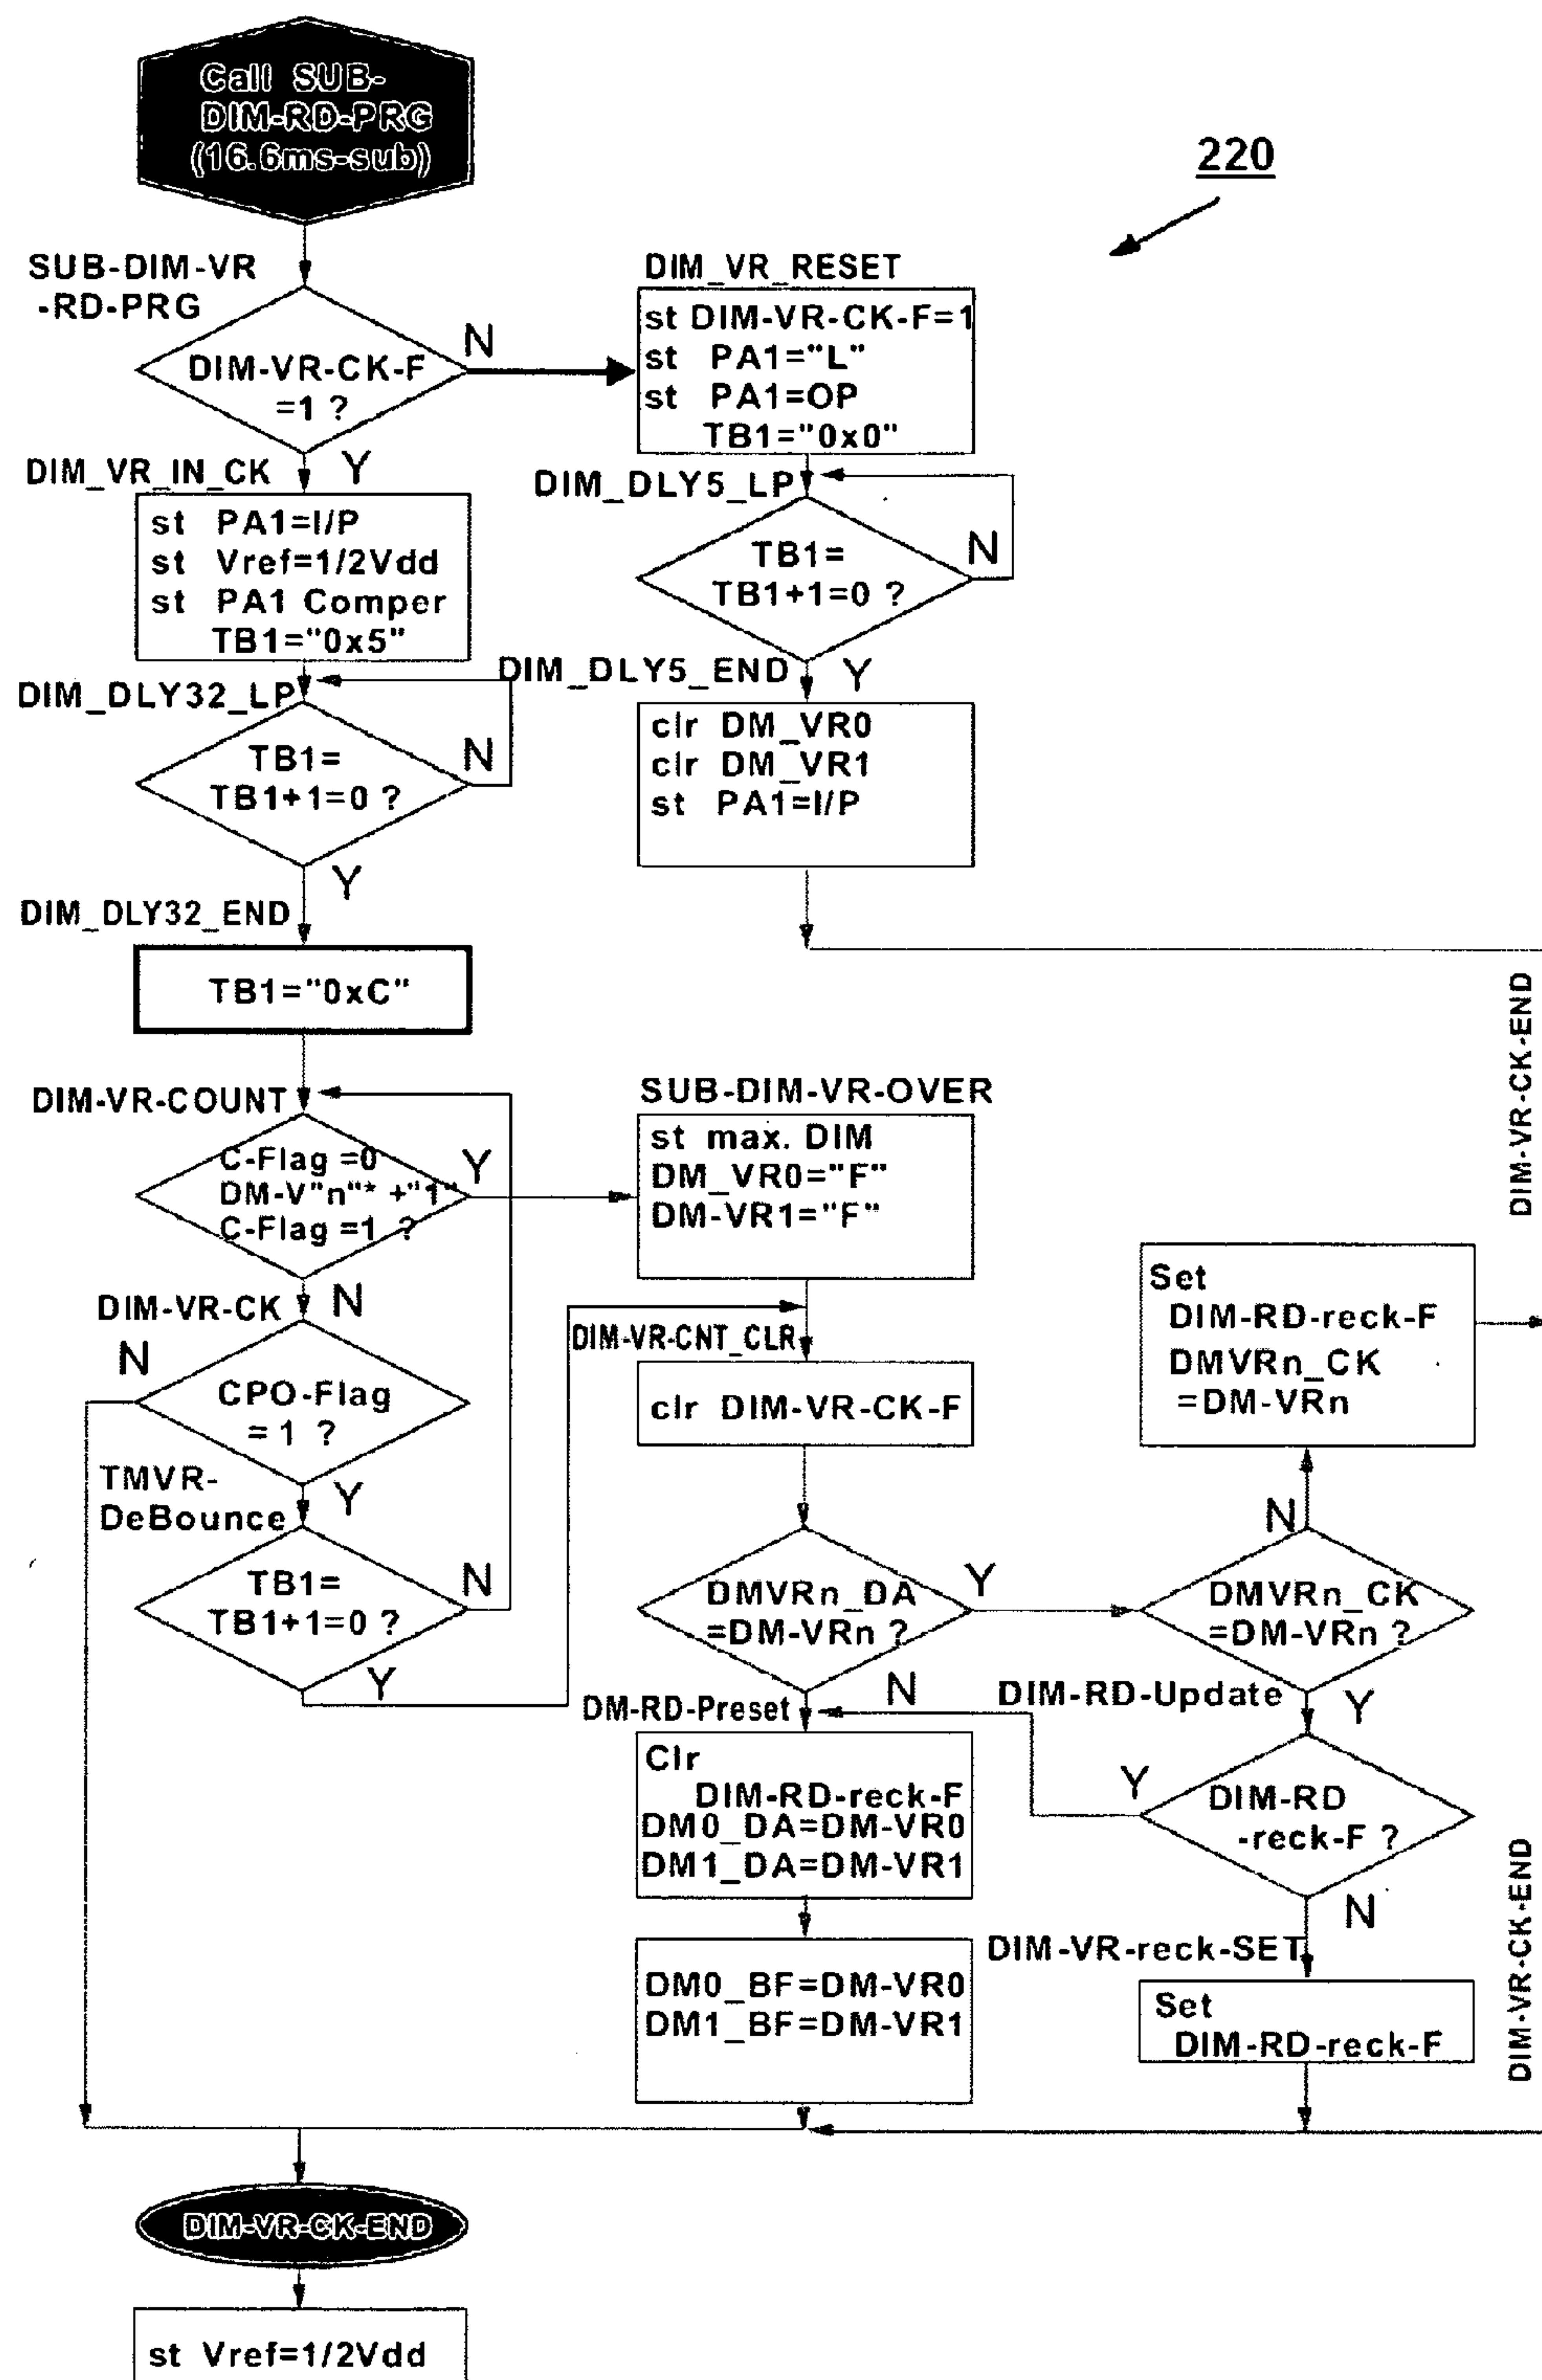 Call SUB-
DIM-RD-PRG
(16.6ms-sub)
220
SUB-DIM-VR
-RD-PRG
DIM-VR-CK-F
=1 ?
N
Y
DIM_VR_RESET
st DIM-VR-CK-F=1
st PA1="L"
st PA1=OP
TB1="0x0"
DIM_VR_IN_CK
st PA1=I/P
st Vref=1/2Vdd
st PA1 Comper
TB1="0x5"
DIM_DLY5_LP
TB1=
TB1+1=0 ?
N
DIM_DLY5_END
Y
clr DM_VR0
clr DM_VR1
st PA1=I/P
DIM_DLY32_LP
TB1=
TB1+1=0 ?
N
Y
DIM_DLY32_END
TB1="0xC"
DIM-VR-CK-END
DIM-VR-COUNT
C-Flag =0
DM-V"n"* +"1"
C-Flag =1 ?
Y
N
SUB-DIM-VR-OVER
st max. DIM
DM_VR0="F"
DM-VR1="F"
DIM-VR-CK
CPO-Flag
= 1 ?
N
Y
DIM-VR-CNT_CLR
clr DIM-VR-CK-F
Set
DIM-RD-reck-F
DMVRn_CK
=DM-VRn
TMVR-
DeBounce
TB1=
TB1+1=0 ?
N
Y
DMVRn_DA
=DM-VRn ?
Y
N
DMVRn_CK
=DM-VRn ?
N
Y
DM-RD-Preset
Clr
DIM-RD-reck-F
DM0_DA=DM-VR0
DM1_DA=DM-VR1
DIM-RD-Update
DIM-RD
-reck-F ?
Y
N
DM0_BF=DM-VR0
DM1_BF=DM-VR1
DIM-VR-reck-SET
Set
DIM-RD-reck-F
DIM-VR-CK-END
DIM-VR-CK-END
st Vref=1/2Vdd